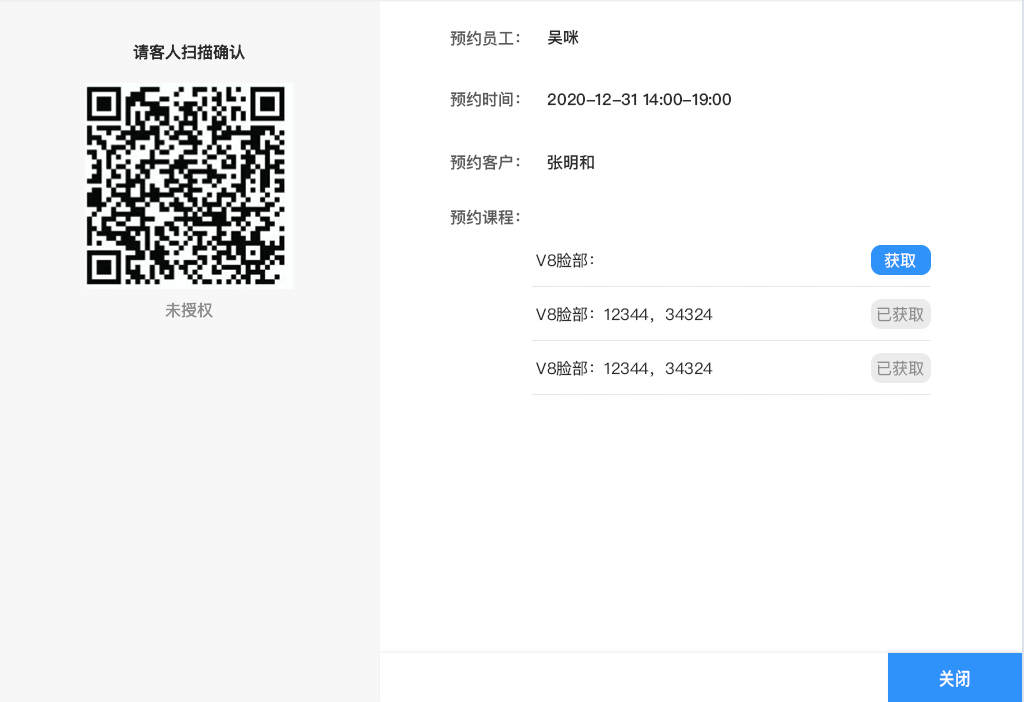 请客人扫描确认
未授权
预约员工： 吴咪
预约时间： 2020-12-31 14:00-19:00
预约客户： 张明和
预约课程：
V8脸部： 获取
V8脸部：12344，34324 已获取
V8脸部：12344，34324 已获取
关闭